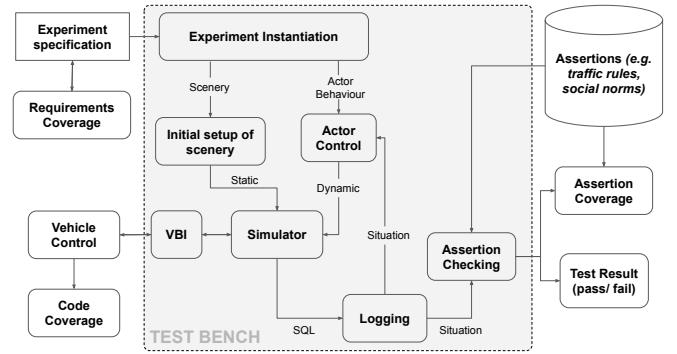 Experiment
specification
Experiment Instantiation
Assertions (e.g.
traffic rules,
social norms)
Scenery
Actor
Behaviour
Requirements
Coverage
Initial setup of
scenery
Actor
Control
Static
Dynamic
Assertion
Coverage
Vehicle
Control
VBI
Simulator
Situation
Assertion
Checking
Test Result
(pass/ fail)
Code
Coverage
SQL
Logging
Situation
TEST BENCH